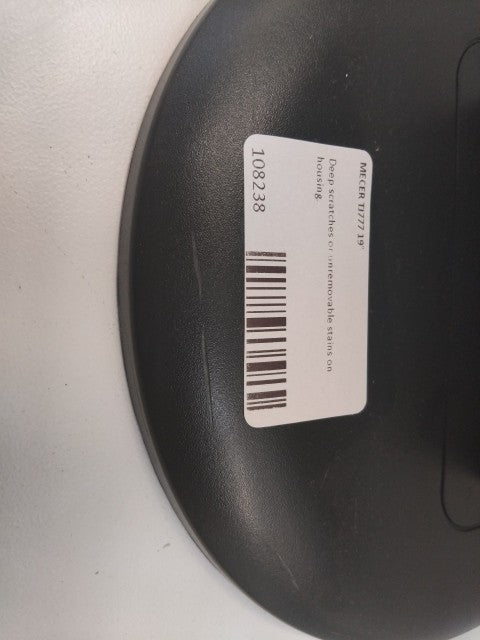 MECER TJ777 19"
Deep scratches or unremovable stains on
housing.
108238